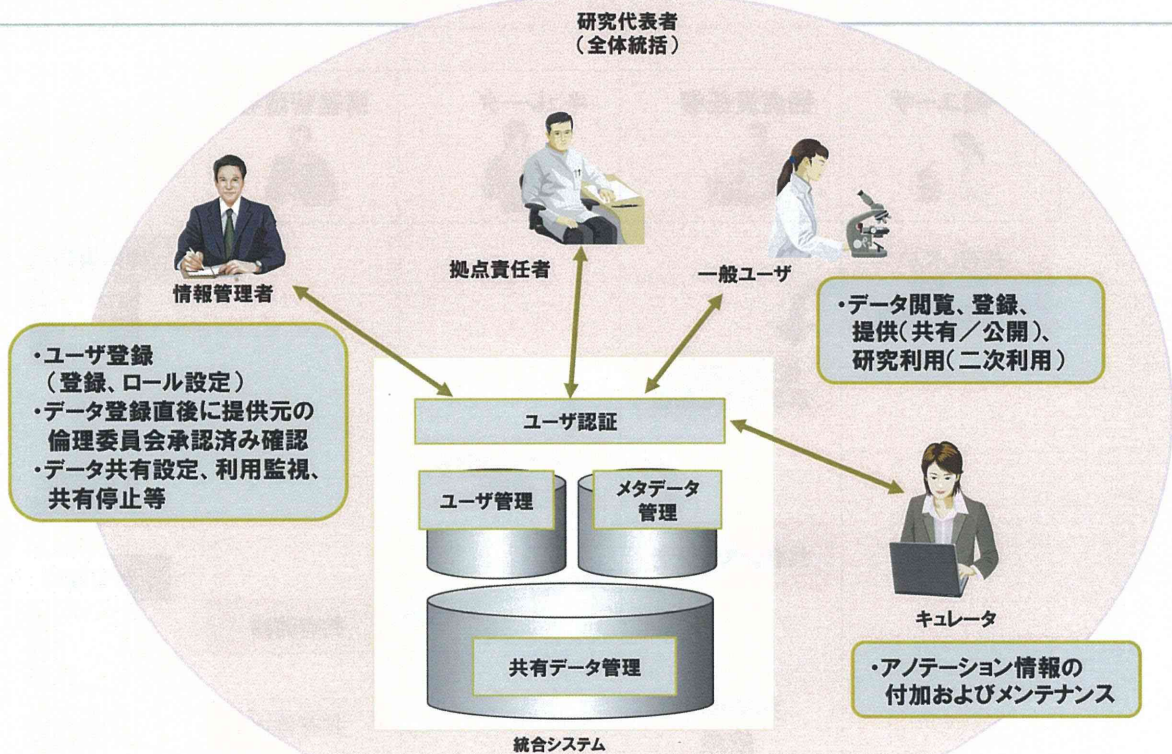 研究代表者
（全体統括）
情報管理者
拠点責任者
一般ユーザ
・ユーザ登録
（登録、ロール設定）
・データ登録直後に提供元の
倫理委員会承認済み確認
・データ共有設定、利用監視、
共有停止等
・データ閲覧、登録、
提供（共有／公開）、
研究利用（二次利用）
ユーザ認証
ユーザ管理
メタデータ
管理
共有データ管理
統合システム
キュレータ
・アノテーション情報の
付加およびメンテナンス